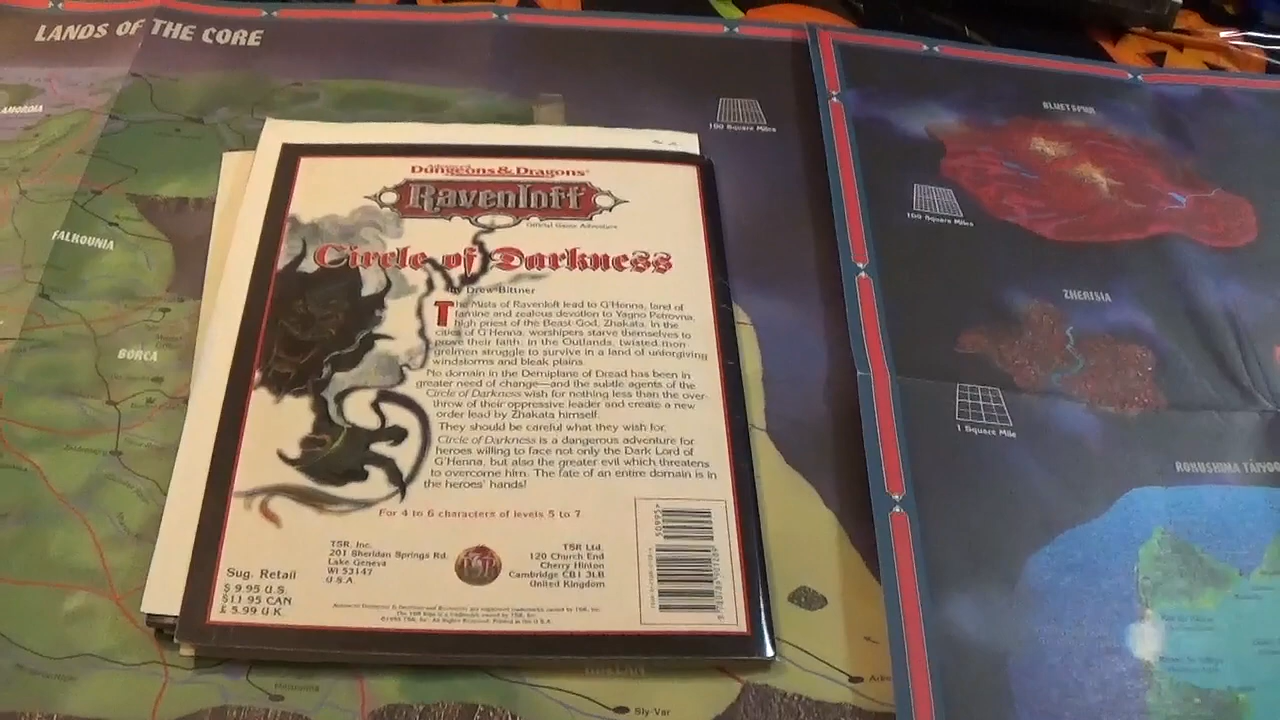 LANDS OF THE CORE
FALKOVNIA
BORCA
Sly-Var
100 Square Miles
BLUETSPUR
100 Square Miles
ZHERISIA
1 Square Mile
Advanced
Dungeons & Dragons
Ravenloft
Official Game Adventure
Circle of Darkness
by Drew Bittner
The Mists of Ravenloft lead to G'Henna, land of
famine and zealous devotion to Yagno Petrovna,
high priest of the Beast-God, Zhakata. In the
cities of G'Henna, worshipers starve themselves to
prove their faith. In the Outlands, twisted mon-
grelmen struggle to survive in a land of unforgiving
windstorms and bleak plains.
No domain in the Demiplane of Dread has been in
greater need of change—and the subtle agents of the
Circle of Darkness wish for nothing less than the over-
throw of their oppressive leader and create a new
order lead by Zhakata himself.
They should be careful what they wish for.
Circle of Darkness is a dangerous adventure for
heroes willing to face not only the Dark Lord of
G'Henna, but also the greater evil which threatens
to overcome him. The fate of an entire domain is in
the heroes' hands!
For 4 to 6 characters of levels 5 to 7
TSR, Inc.
201 Sheridan Springs Rd.
Lake Geneva
WI 53147
U.S.A.
TSR Ltd.
120 Church End
Cherry Hinton
Cambridge CB1 3LB
United Kingdom
Sug. Retail
$ 9.95 U.S.
$11.95 CAN
£ 5.99 U.K.
50995>